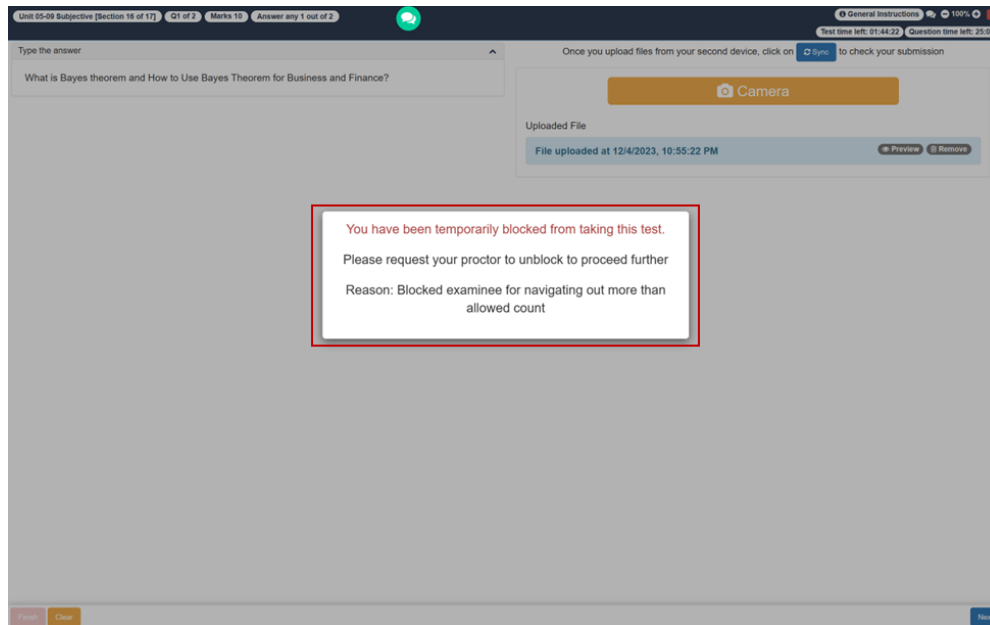 Unit 05-09 Subjective [Section 16 of 17] Q1 of 2 Marks 10 Answer any 1 out of 2
General Instructions 100%
Test time left: 01:44:22 Question time left: 25:0
Type the answer
What is Bayes theorem and How to Use Bayes Theorem for Business and Finance?
Once you upload files from your second device, click on Sync to check your submission
Camera
Uploaded File
File uploaded at 12/4/2023, 10:55:22 PM Preview Remove
You have been temporarily blocked from taking this test.
Please request your proctor to unblock to proceed further
Reason: Blocked examinee for navigating out more than
allowed count
Finish Clear